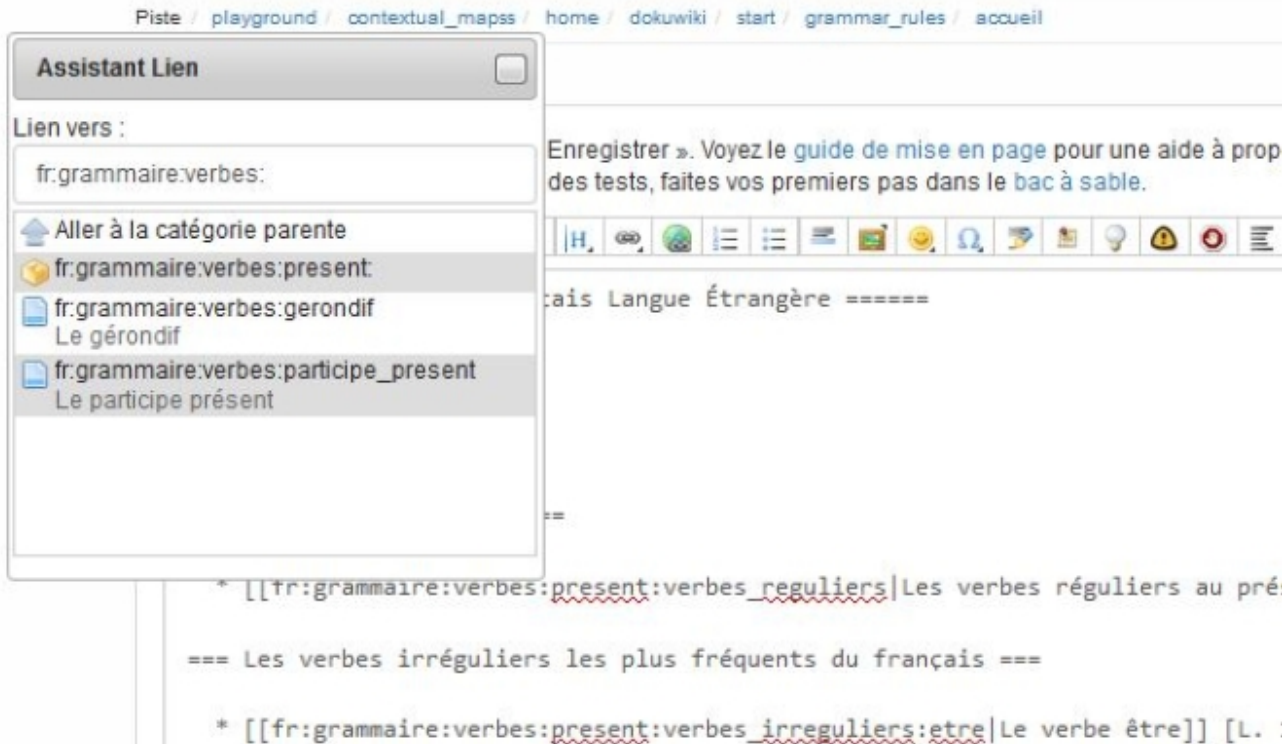 Piste / playground / contextual_mapss / home / dokuwiki / start / grammar_rules / accueil
Assistant Lien
Lien vers :
fr:grammaire:verbes:
Aller à la catégorie parente
fr:grammaire:verbes:present:
fr:grammaire:verbes:gerondif
Le gérondif
fr:grammaire:verbes:participe_present
Le participe présent
Enregistrer ». Voyez le guide de mise en page pour une aide à prop
des tests, faites vos premiers pas dans le bac à sable.
H
Ω
ais Langue Étrangère ======
==
* [[fr:grammaire:verbes:present:verbes_reguliers|Les verbes réguliers au pré
=== Les verbes irréguliers les plus fréquents du français ===
* [[fr:grammaire:verbes:present:verbes_irreguliers:etre|Le verbe être]] [L.